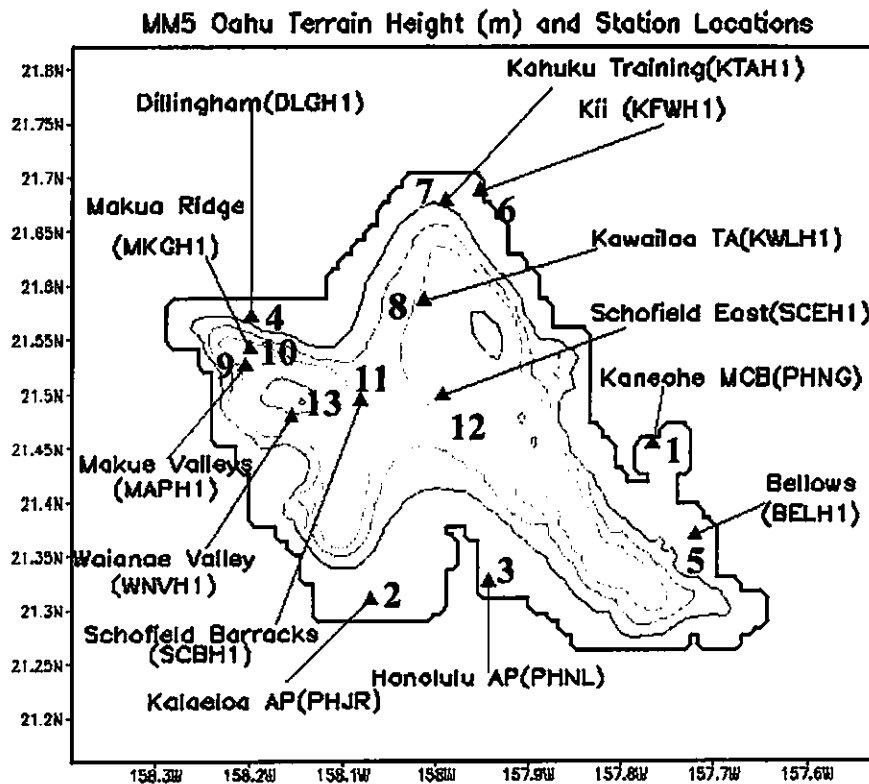 MM5 Oahu Terrain Height (m) and Station Locations
21.8N
21.75N
21.7N
21.65N
21.6N
21.55N
21.5N
21.45N
21.4N
21.35N
21.3N
21.25N
21.2N
158.3W
158.2W
158.1W
158W
157.9W
157.8W
157.7W
157.6W
Kahuku Training(KTAH1)
Dillingham(DLGH1)
Kii (KFWH1)
7
6
Makua Ridge
(MKGH1)
Kawailoa TA(KWLH1)
8
4
Schofield East(SCEH1)
10
9
11
Kaneohe MCB(PHNG)
13
12
1
Makua Valleys
(MAPH1)
Bellows
(BELH1)
5
Waianae Valley
(WNVH1)
3
2
Schofield Barracks
(SCBH1)
Honolulu AP(PHNL)
Kalaeloa AP(PHJR)